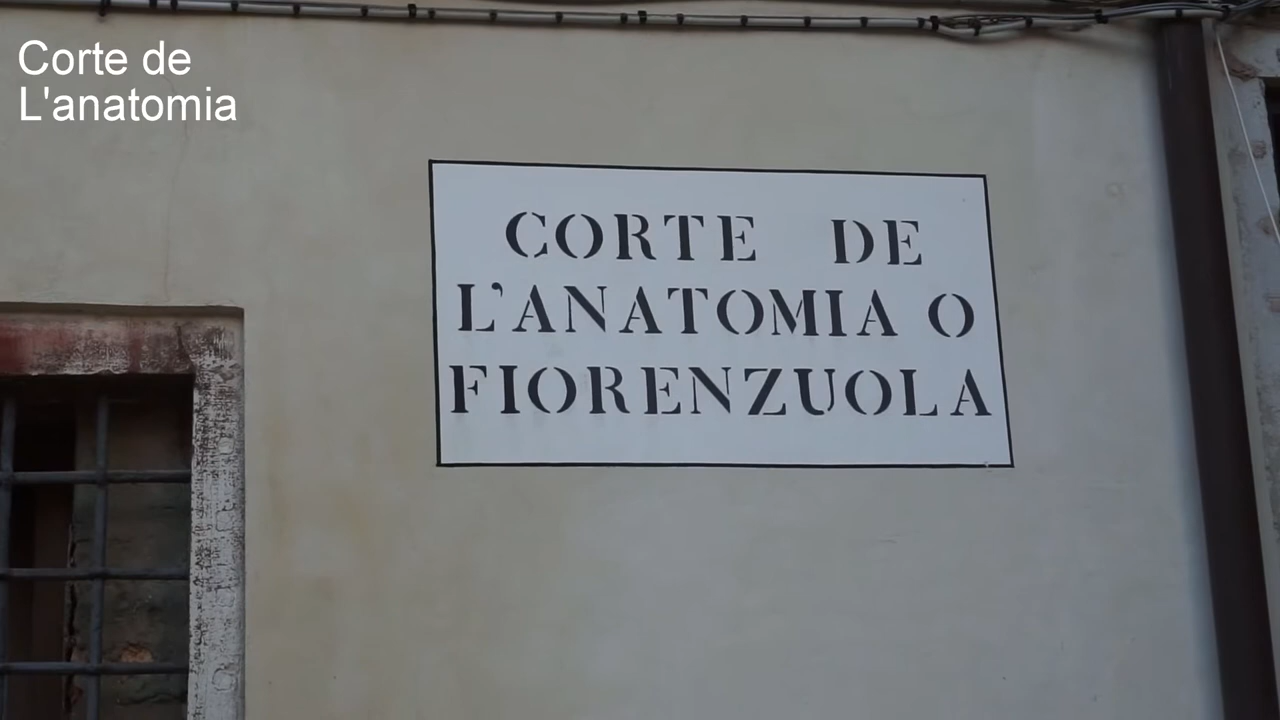 Corte de
L'anatomia
CORTE DE
L'ANATOMIA O
FIORENZUOLA